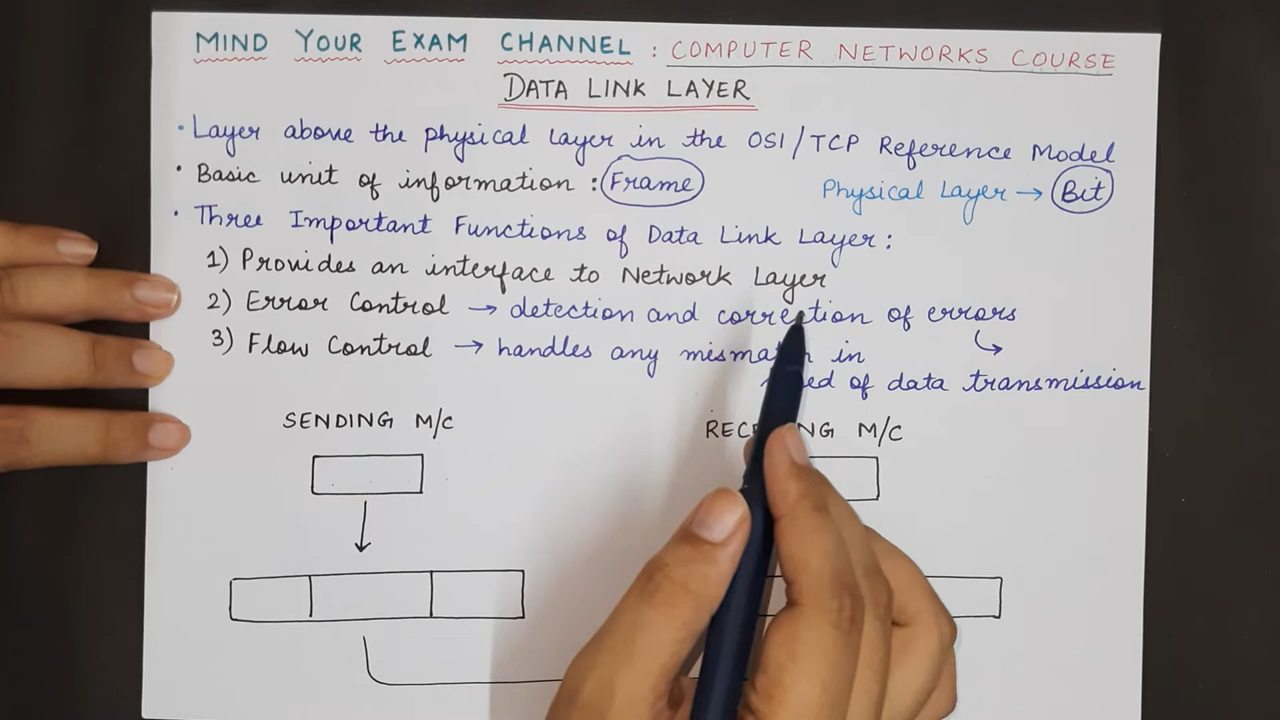 MIND YOUR EXAM CHANNEL : COMPUTER NETWORKS COURSE
DATA LINK LAYER
• Layer above the physical layer in the OSI/TCP Reference Model
• Basic unit of information : Frame Physical Layer → Bit
• Three Important Functions of Data Link Layer :
1) Provides an interface to Network Layer
2) Error Control → detection and correction of errors
3) Flow Control → handles any in
of data transmission
SENDING M/C M/C